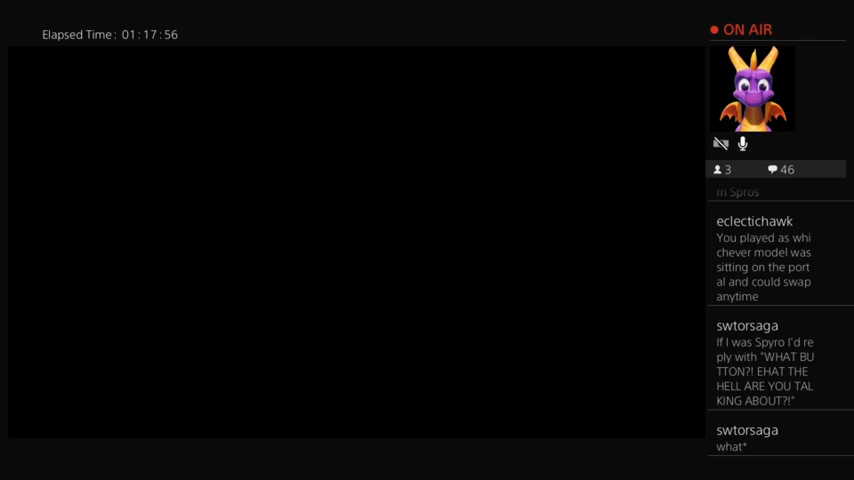 Elapsed Time: 01:17:56
ON AIR
3 46
m Spros
eclectichawk
You played as whi
chever model was
sitting on the port
al and could swap
anytime
swtorsaga
If I was Spyro I'd re
ply with "WHAT BU
TTON?! EHAT THE
HELL ARE YOU TAL
KING ABOUT?!"
swtorsaga
what*